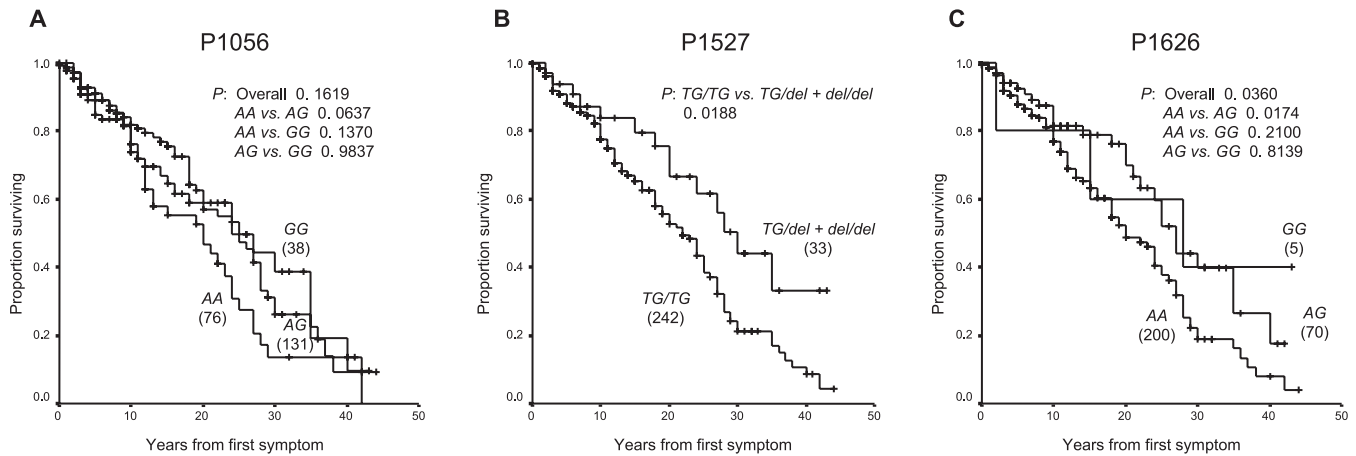 A
P1056
P: Overall 0. 1619
AA vs. AG 0. 0637
AA vs. GG 0. 1370
AG vs. GG 0. 9837
Proportion surviving
1.0
0.8
0.6
0.4
0.2
0.0
GG
(38)
AA
(76)
AG
(131)
0 10 20 30 40 50
Years from first symptom
B
P1527
P: TG/TG vs. TG/del + del/del
0. 0188
Proportion surviving
1.0
0.8
0.6
0.4
0.2
0.0
TG/del + del/del
(33)
TG/TG
(242)
0 10 20 30 40 50
Years from first symptom
C
P1626
P: Overall 0. 0360
AA vs. AG 0. 0174
AA vs. GG 0. 2100
AG vs. GG 0. 8139
Proportion surviving
1.0
0.8
0.6
0.4
0.2
0.0
GG
(5)
AA
(200)
AG
(70)
0 10 20 30 40 50
Years from first symptom